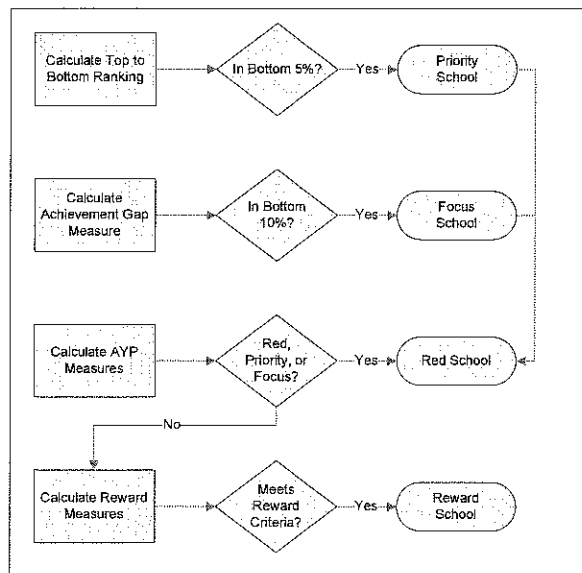 Calculate Top to
Bottom Ranking
In Bottom 5%?
Yes
Priority
School
Calculate
Achievement Gap
Measure
In Bottom
10%?
Yes
Focus
School
Calculate AYP
Measures
Red,
Priority, or
Focus?
Yes
Red School
No
Calculate Reward
Measures
Meets
Reward
Criteria?
Yes
Reward
School